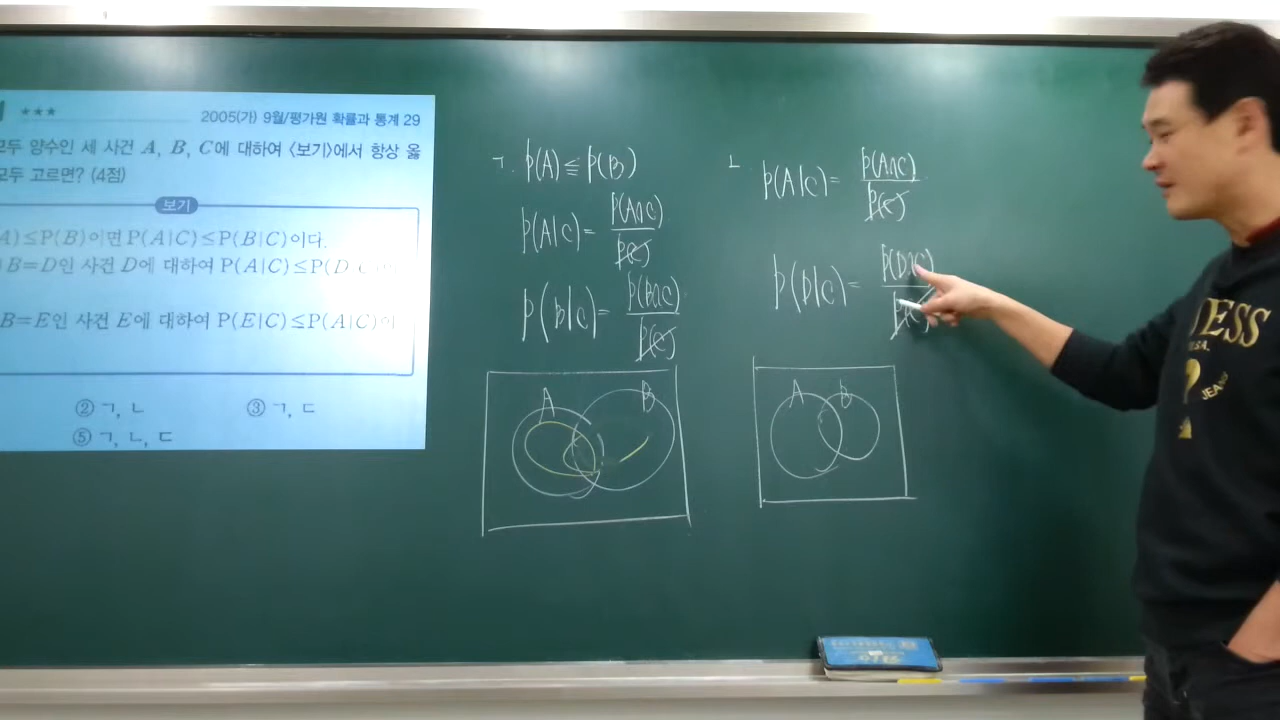 ★★★
2005(가) 9월/평가원 확률과 통계 29
모두 양수인 세 사건 A, B, C에 대하여 〈보기〉에서 항상 옳
모두 고르면? (4점)
보기
A)≤P(B)이면 P(A|C)≤P(B|C)이다.
B=D인 사건 D에 대하여 P(A|C)≤P(D
B=E인 사건 E에 대하여 P(E|C)≤P(A|C)이
② ㄱ, ㄴ
③ ㄱ, ㄷ
⑤ ㄱ, ㄴ, ㄷ
ㄱ. P(A) ≤ P(B)
P(A|C)= P(A∩C)/P(C)
P(B|C)= P(B∩C)/P(C)
A B
ㄴ P(A|C)= P(A∩C)/P(C)
P(D|C)= P(D∩C)/P(C)
A B
ESS
JEANS